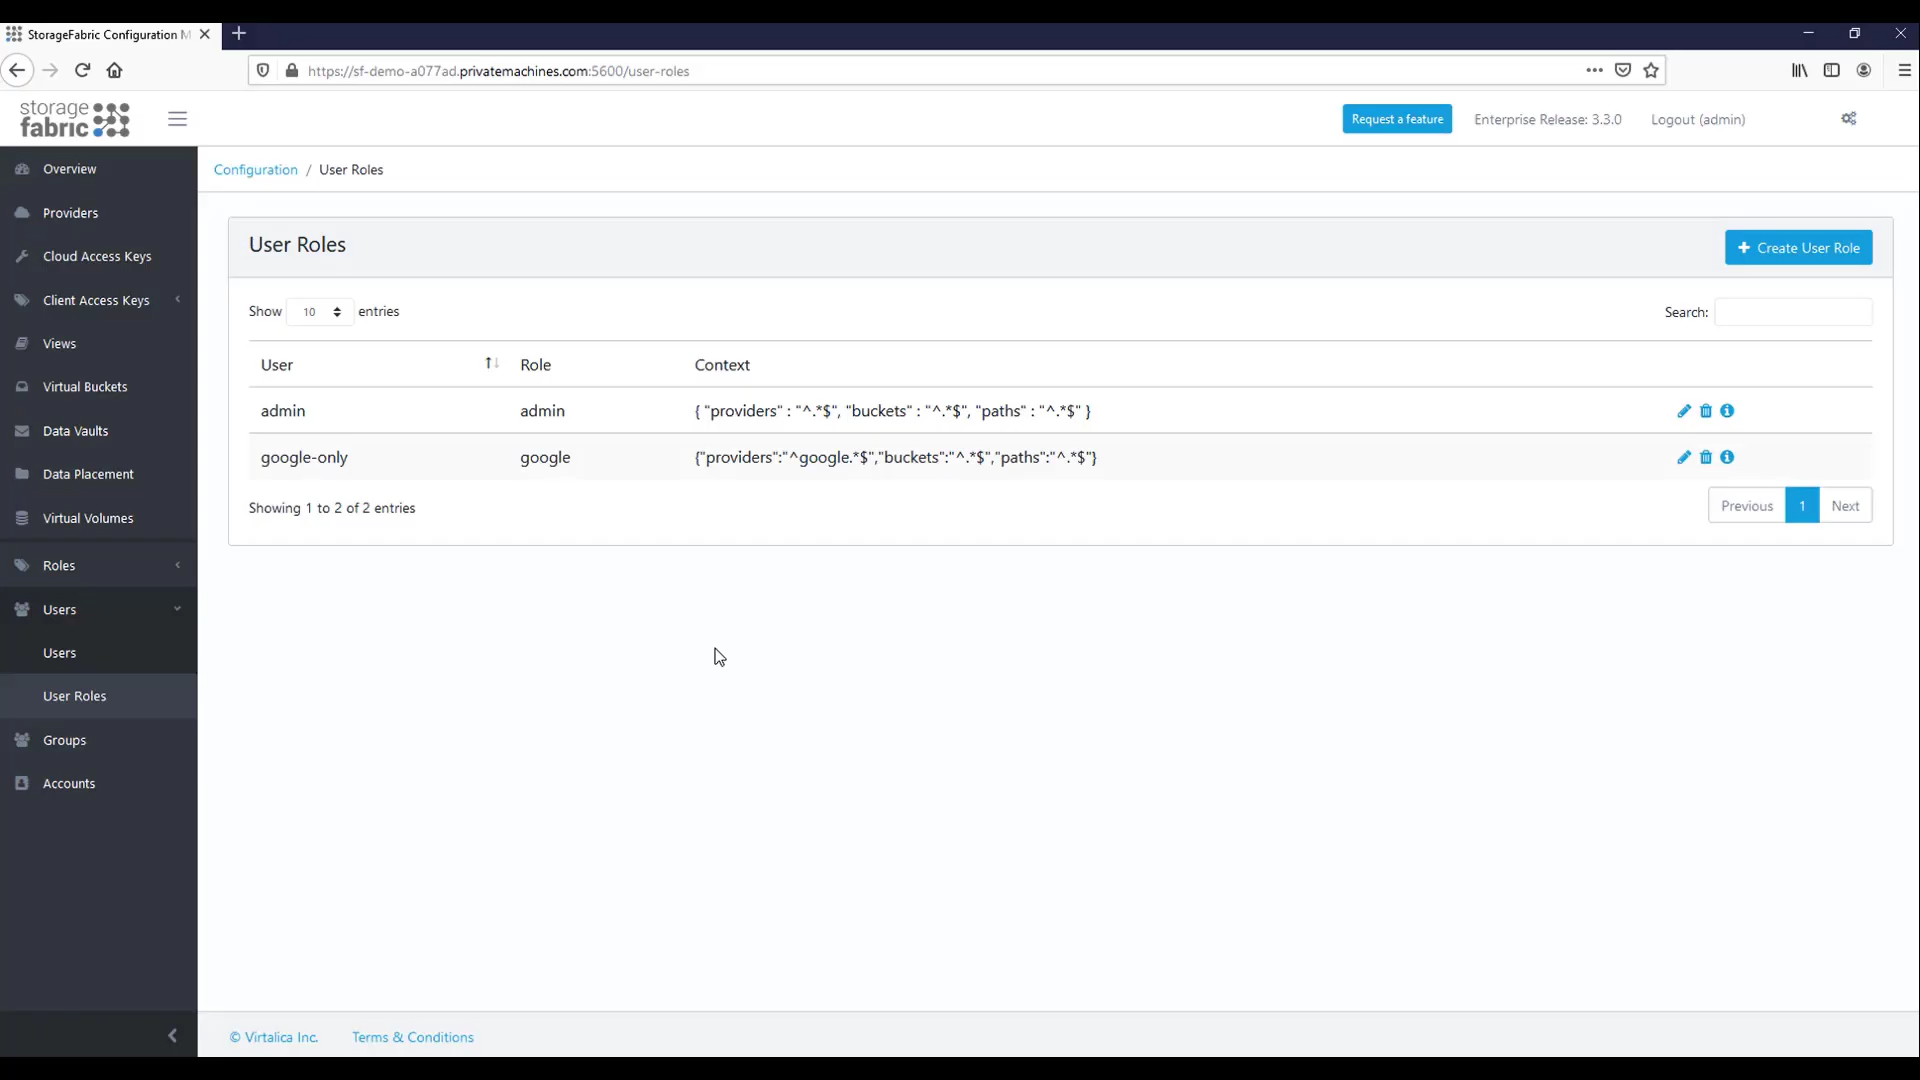 StorageFabric Configuration M
https://sf-demo-a077ad.privatemachines.com:5600/user-roles
storage
fabric
Request a feature
Enterprise Release: 3.3.0
Logout (admin)
Overview
Providers
Cloud Access Keys
Client Access Keys
Views
Virtual Buckets
Data Vaults
Data Placement
Virtual Volumes
Roles
Users
Users
User Roles
Groups
Accounts
Configuration / User Roles
User Roles
+ Create User Role
Show 10 entries
Search:
User Role Context
admin admin { "providers" : "^.*$", "buckets" : "^.*$", "paths" : "^.*$" }
google-only google {"providers":"^google.*$","buckets":"^.*$","paths":"^.*$"}
Showing 1 to 2 of 2 entries
Previous 1 Next
© Virtalica Inc. Terms & Conditions